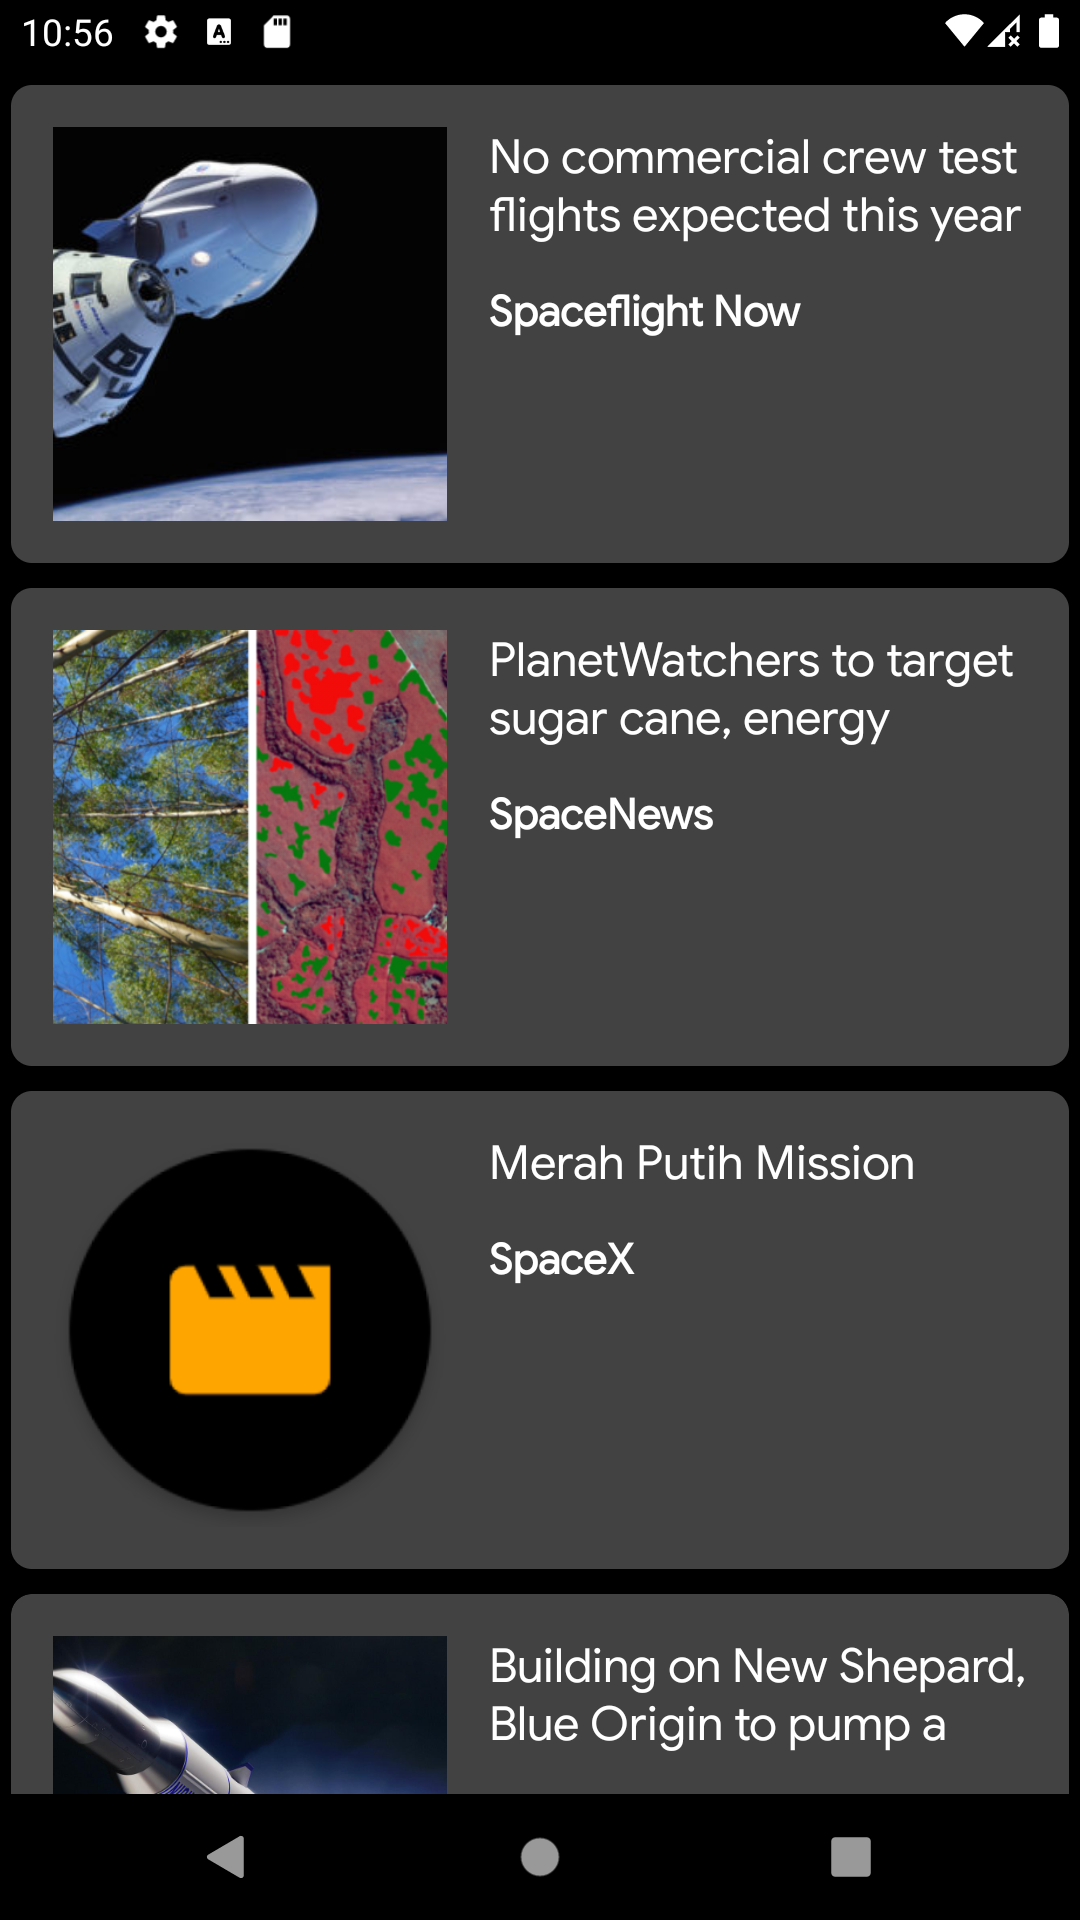 10:56
No commercial crew test
flights expected this year
Spaceflight Now
PlanetWatchers to target
sugar cane, energy
SpaceNews
Merah Putih Mission
SpaceX
Building on New Shepard,
Blue Origin to pump a